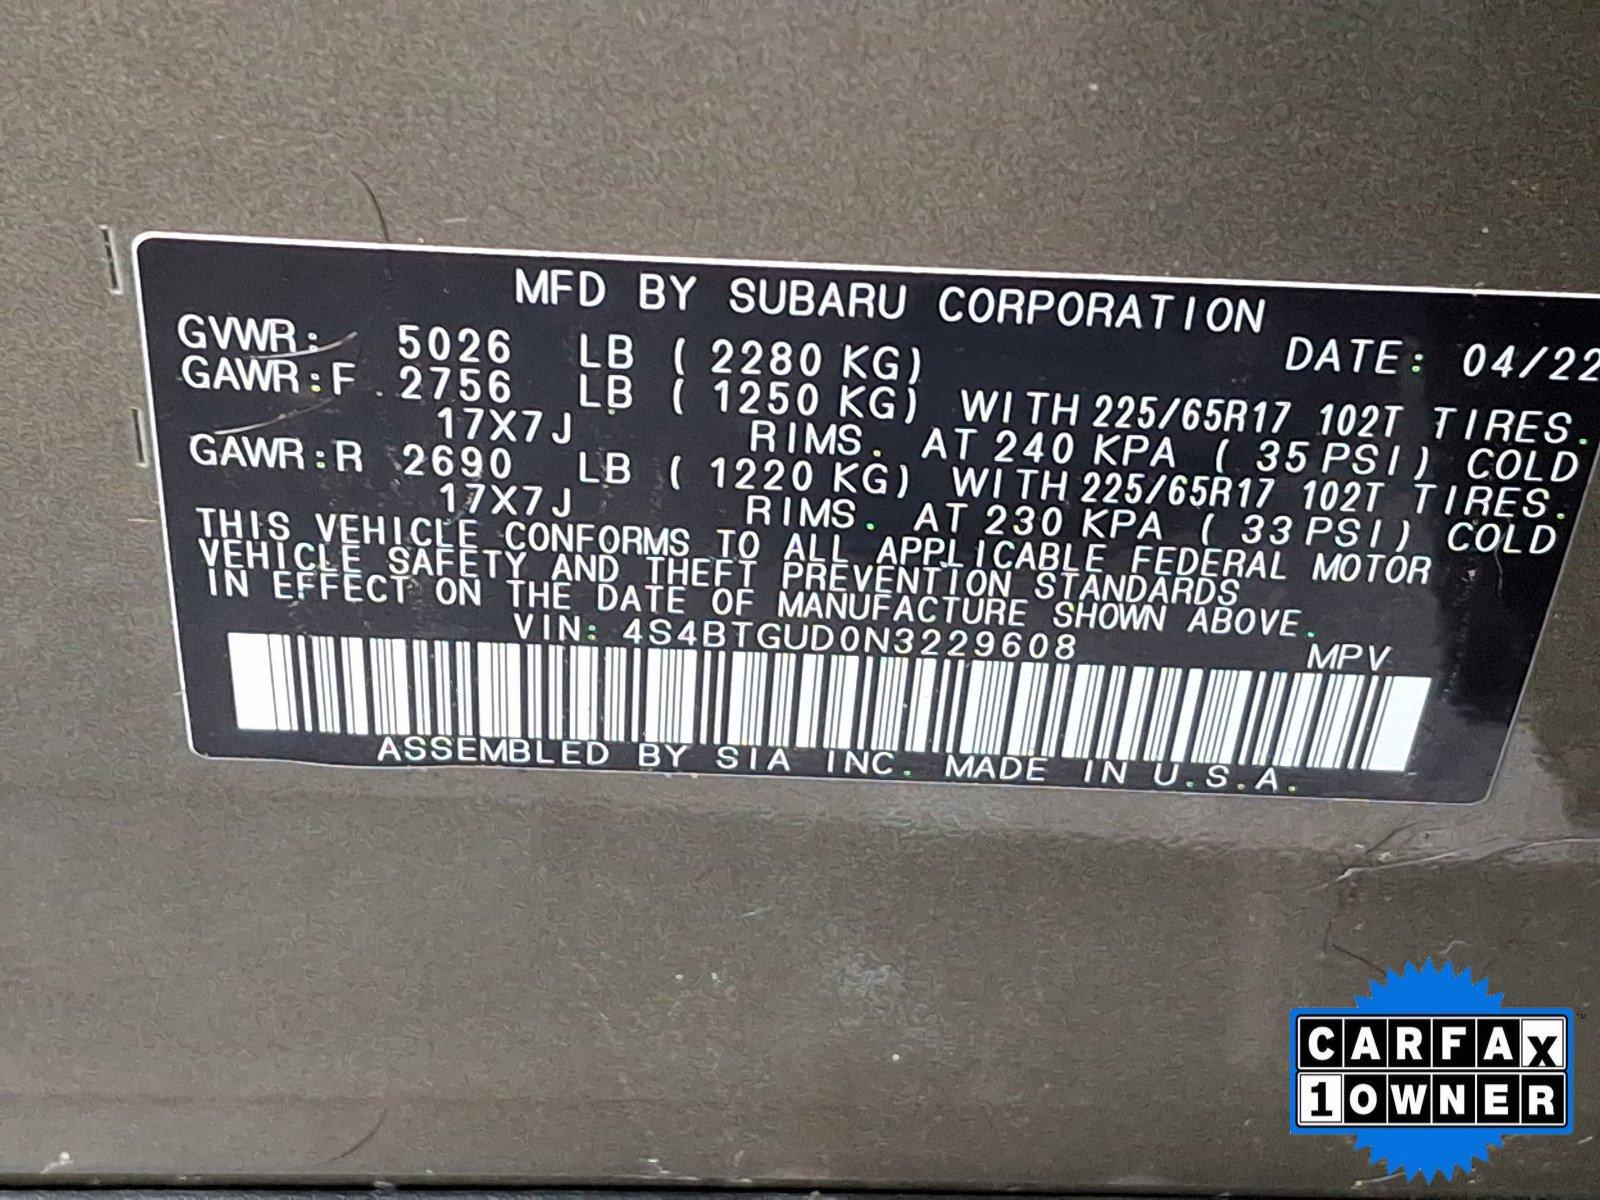 MFD BY SUBARU CORPORATION
GVWR: 5026 LB ( 2280 KG) DATE: 04/22
GAWR:F 2756 LB ( 1250 KG) WITH 225/65R17 102T TIRES.
17X7J RIMS. AT 240 KPA ( 35 PSI) COLD
GAWR:R 2690 LB ( 1220 KG) WITH 225/65R17 102T TIRES.
17X7J RIMS. AT 230 KPA ( 33 PSI) COLD
THIS VEHICLE CONFORMS TO ALL APPLICABLE FEDERAL MOTOR
VEHICLE SAFETY AND THEFT PREVENTION STANDARDS
IN EFFECT ON THE DATE OF MANUFACTURE SHOWN ABOVE.
VIN: 4S4BTGUD0N3229608 MPV
ASSEMBLED BY SIA INC. MADE IN U.S.A.
CARFAX ™
1 OWNER